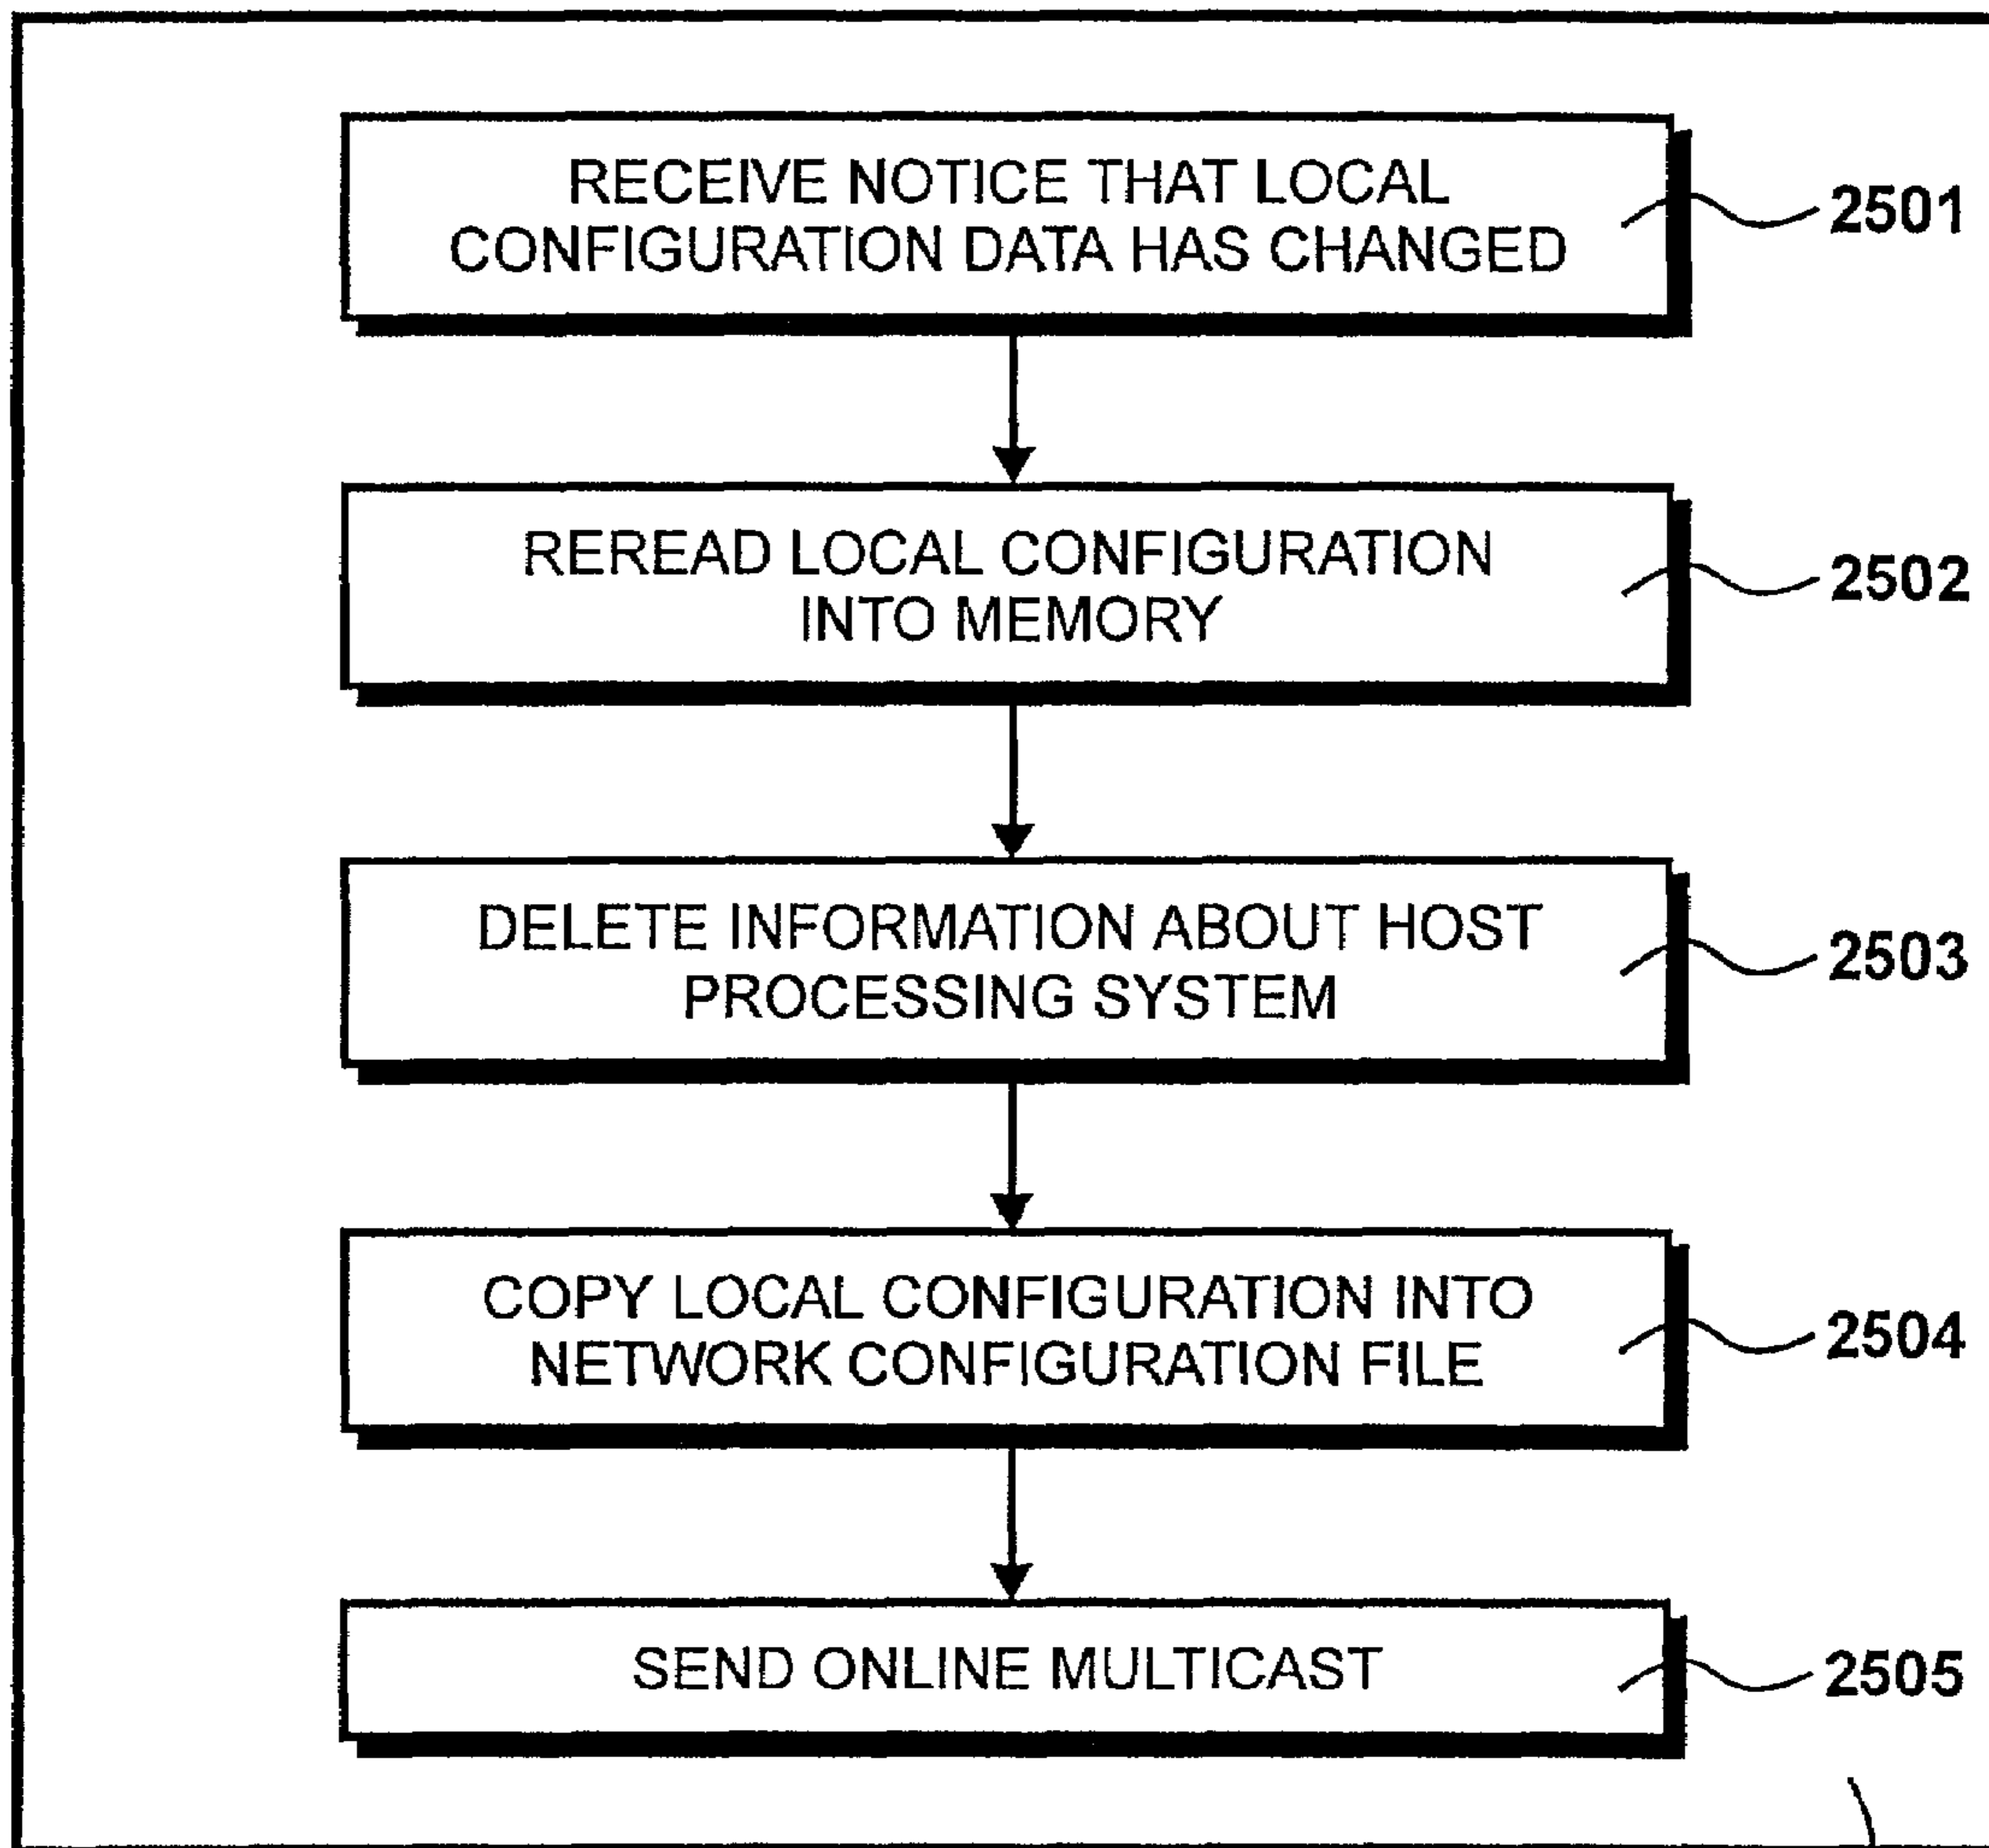 RECEIVE NOTICE THAT LOCAL
CONFIGURATION DATA HAS CHANGED
2501
REREAD LOCAL CONFIGURATION
INTO MEMORY
2502
DELETE INFORMATION ABOUT HOST
PROCESSING SYSTEM
2503
COPY LOCAL CONFIGURATION INTO
NETWORK CONFIGURATION FILE
2504
SEND ONLINE MULTICAST
2505